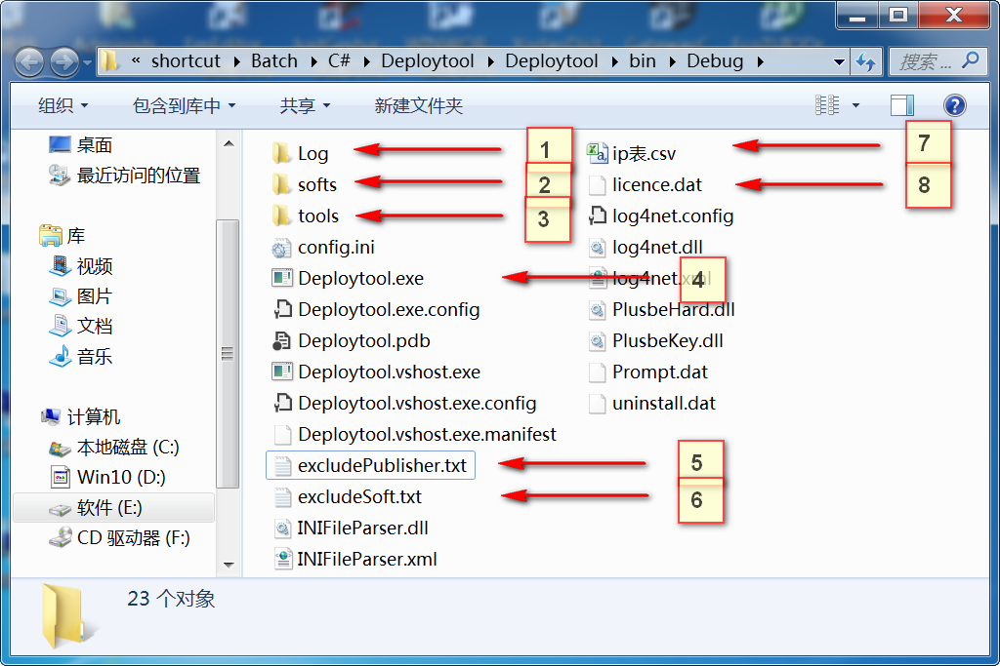 « shortcut ▸ Batch ▸ C# ▸ Deploytool ▸ Deploytool ▸ bin ▸ Debug ▸
搜索 ...
组织
包含到库中
共享
新建文件夹
桌面
最近访问的位置
库
视频
图片
文档
音乐
计算机
本地磁盘 (C:)
Win10 (D:)
软件 (E:)
CD 驱动器 (F:)
Log
1
softs
2
tools
3
config.ini
Deploytool.exe
4
Deploytool.exe.config
Deploytool.pdb
Deploytool.vshost.exe
Deploytool.vshost.exe.config
Deploytool.vshost.exe.manifest
excludePublisher.txt
5
excludeSoft.txt
6
INIFileParser.dll
INIFileParser.xml
ip表.csv
7
licence.dat
8
log4net.config
log4net.dll
log4net.xml
PlusbeHard.dll
PlusbeKey.dll
Prompt.dat
uninstall.dat
23 个对象